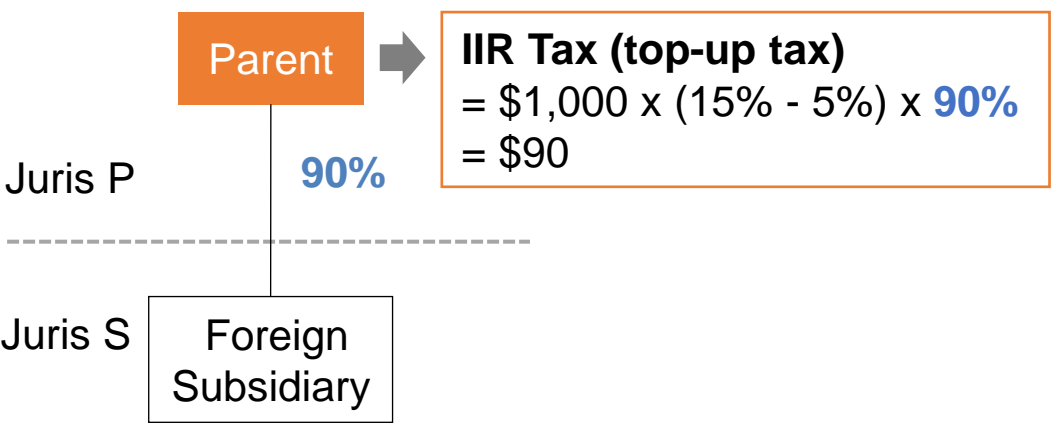 Parent
IIR Tax (top-up tax)
= $1,000 x (15% - 5%) x 90%
= $90
Juris P
90%
Juris S
Foreign
Subsidiary